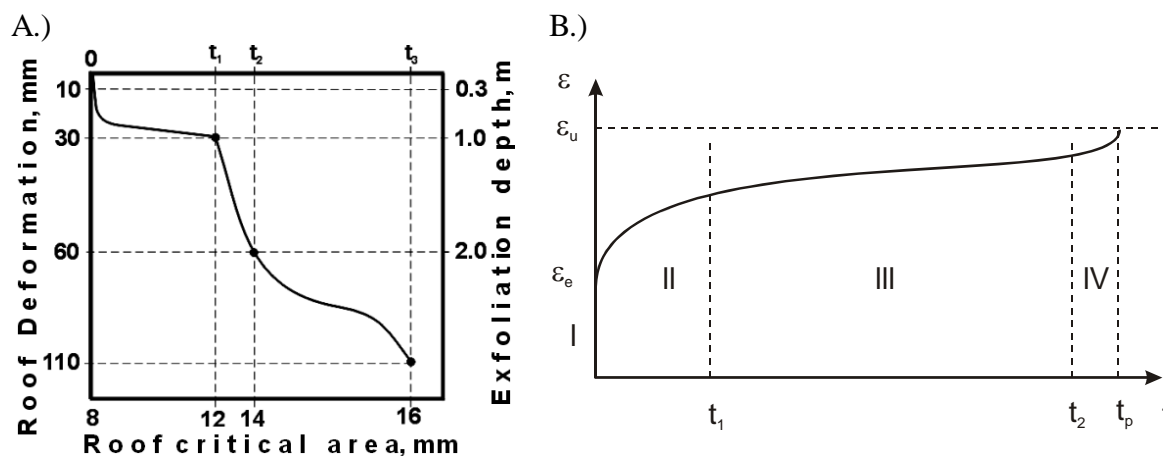 A.)
0 t₁ t₂ t₃
10
30
60
110
0.3
1.0
2.0
8 12 14 16
Roof Deformation, mm
Exfoliation depth, m
Roof critical area, mm
B.)
ε
εᵤ
εₑ
I II III IV
t₁ t₂ tₚ